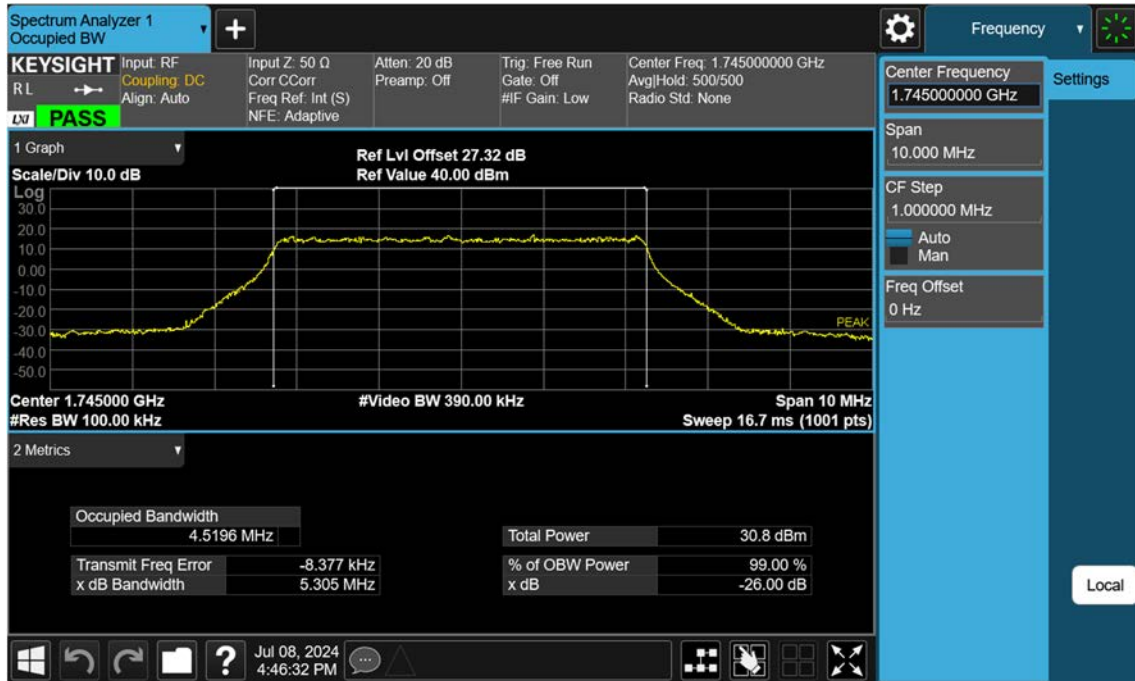 Spectrum Analyzer 1
Occupied BW
+
Frequency
KEYSIGHT
R L
LXI
PASS
Input: RF
Coupling: DC
Align: Auto
Input Z: 50 Ω
Corr CCorr
Freq Ref: Int (S)
NFE: Adaptive
Atten: 20 dB
Preamp: Off
Trig: Free Run
Gate: Off
#IF Gain: Low
Center Freq: 1.745000000 GHz
Avg|Hold: 500/500
Radio Std: None
Center Frequency
1.745000000 GHz
Settings
Span
10.000 MHz
CF Step
1.000000 MHz
Auto
Man
Freq Offset
0 Hz
Local
1 Graph
Scale/Div 10.0 dB
Ref Lvl Offset 27.32 dB
Ref Value 40.00 dBm
Log
30.0
20.0
10.0
0.00
-10.0
-20.0
-30.0
-40.0
-50.0
PEAK
Center 1.745000 GHz
#Video BW 390.00 kHz
Span 10 MHz
#Res BW 100.00 kHz
Sweep 16.7 ms (1001 pts)
2 Metrics
Occupied Bandwidth
4.5196 MHz
Total Power 30.8 dBm
Transmit Freq Error -8.377 kHz
% of OBW Power 99.00 %
x dB Bandwidth 5.305 MHz
x dB -26.00 dB
?
Jul 08, 2024
4:46:32 PM